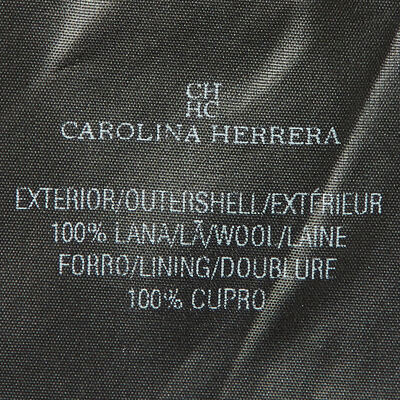 CH
HC
CAROLINA HERRERA
EXTERIOR/OUTERSHELL/EXTÉRIEUR
100% LANA/LÃ/WOOL/LAINE
FORRO/LINING/DOUBLURE
100% CUPRO